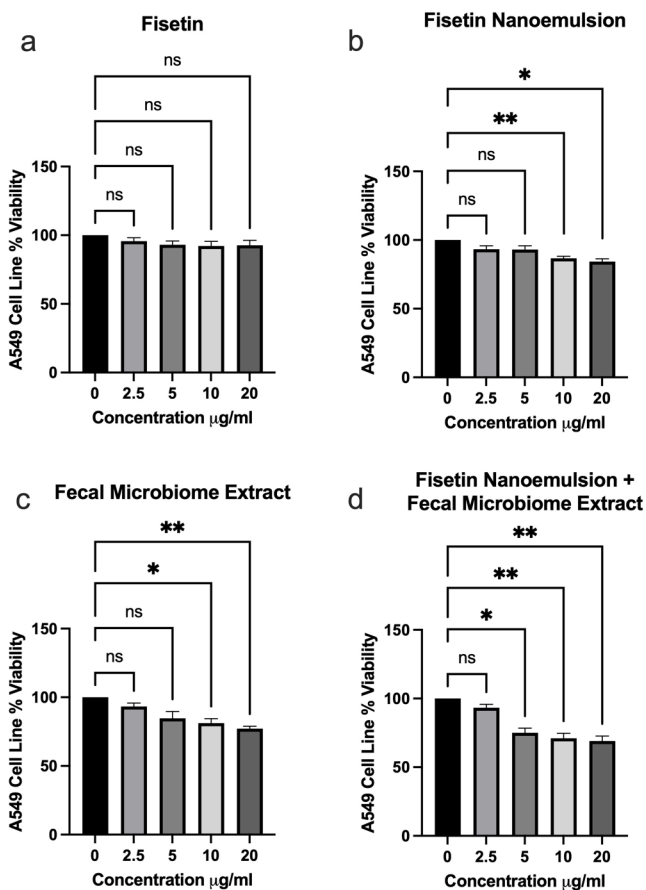 a
Fisetin
ns
ns
ns
ns
150
100
50
0
A549 Cell Line % Viability
0 2.5 5 10 20
Concentration μg/ml
b
Fisetin Nanoemulsion
*
**
ns
ns
150
100
50
0
A549 Cell Line % Viability
0 2.5 5 10 20
Concentration μg/ml
c
Fecal Microbiome Extract
**
*
ns
ns
150
100
50
0
A549 Cell Line % Viability
0 2.5 5 10 20
Concentration μg/ml
d
Fisetin Nanoemulsion +
Fecal Microbiome Extract
**
**
*
ns
150
100
50
0
A549 Cell Line % Viability
0 2.5 5 10 20
Concentration μg/ml